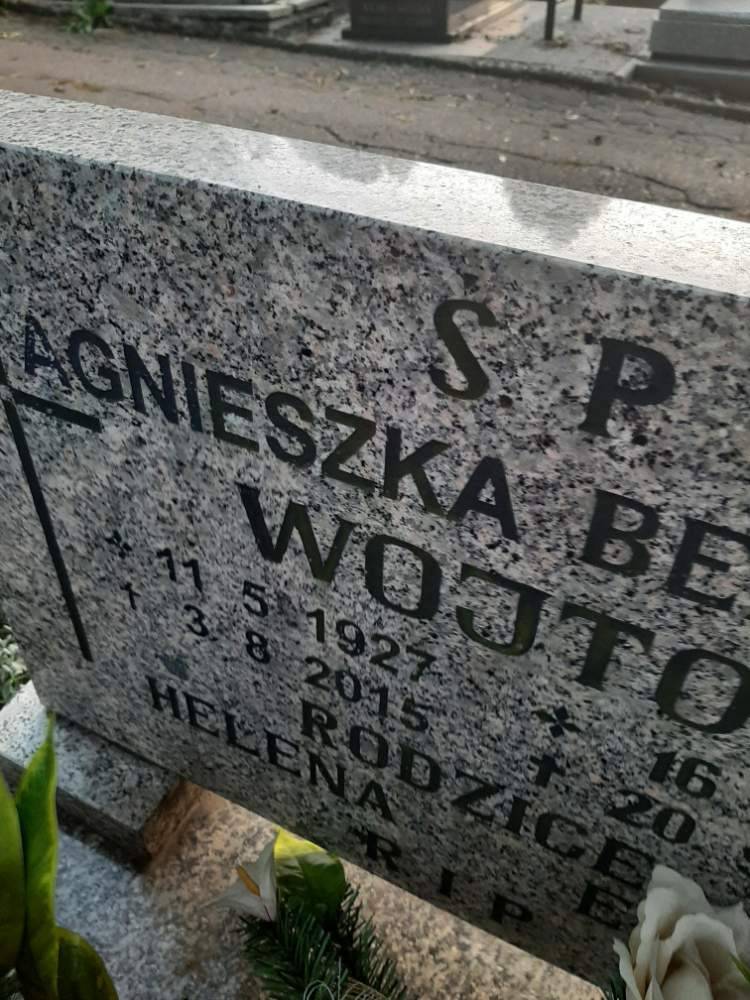 Ś P
AGNIESZKA BE
WOJTO
11 5 1927 16
† 3 8 2015 † 20
RODZICE
HELENA E
R I P